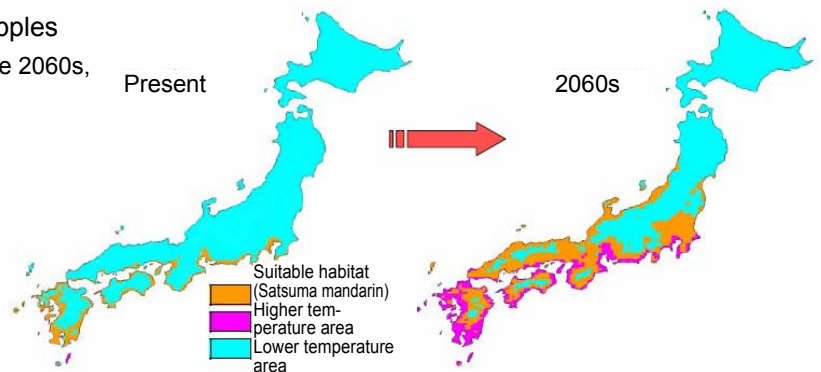 pples
e 2060s,
Present
2060s
Suitable habitat
(Satsuma mandarin)
Higher tem-
perature area
Lower temperature
area